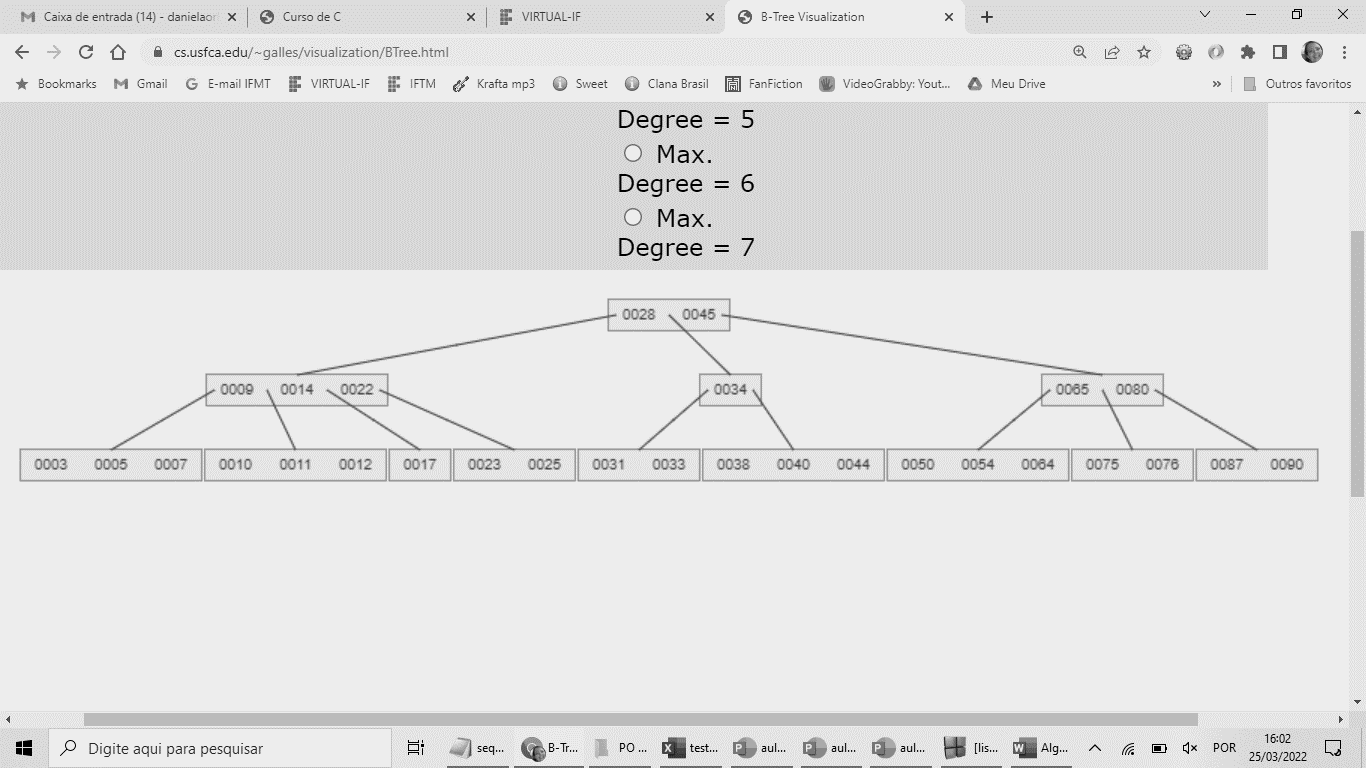 Caixa de entrada (14) - danielaor
Curso de C
VIRTUAL-IF
B-Tree Visualization
cs.usfca.edu/~galles/visualization/BTree.html
Bookmarks Gmail E-mail IFMT VIRTUAL-IF IFTM Krafta mp3 Sweet Clana Brasil FanFiction VideoGrabby: Yout... Meu Drive » Outros favoritos
Degree = 5
Max.
Degree = 6
Max.
Degree = 7
0028 0045
0009 0014 0022 0034 0065 0080
0003 0005 0007 0010 0011 0012 0017 0023 0025 0031 0033 0038 0040 0044 0050 0054 0064 0075 0076 0087 0090
Digite aqui para pesquisar
seq... B-Tr... PO ... test... aul... aul... aul... [lis... Alg... POR
16:02
25/03/2022